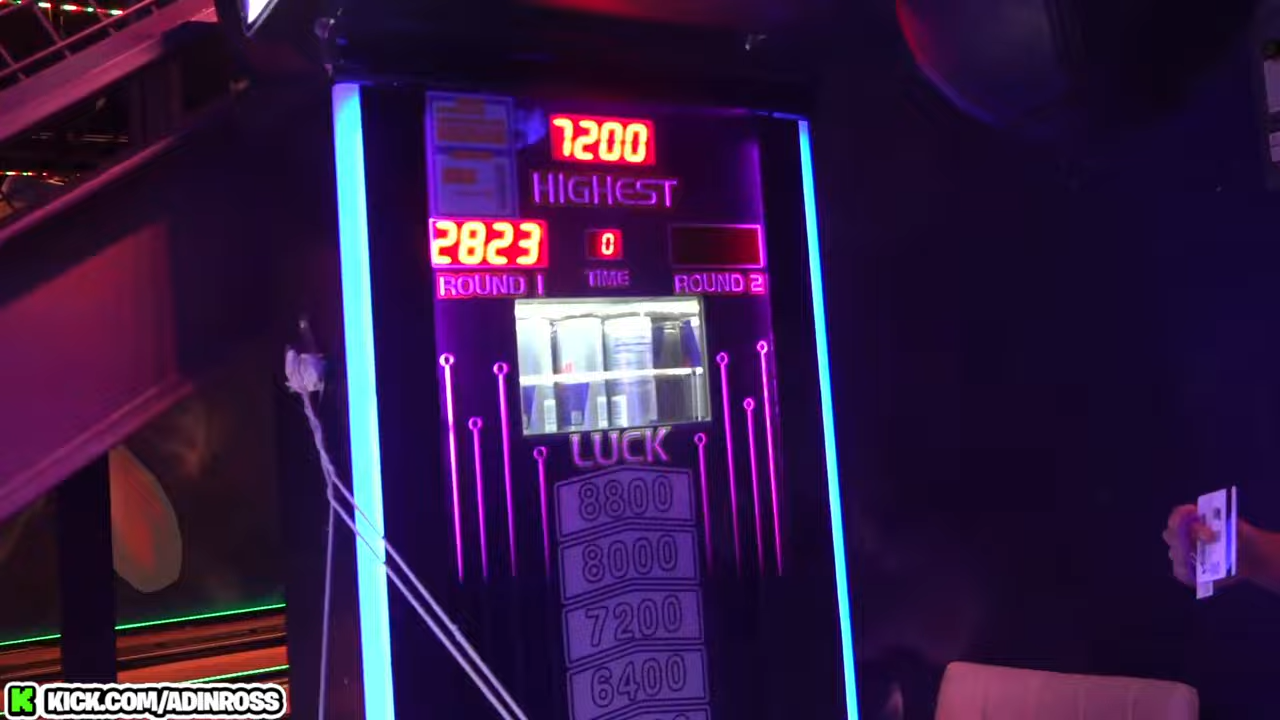 7200
HIGHEST
2823 0
ROUND 1 TIME ROUND 2
LUCK
8800
8000
7200
6400
K KICK.COM/ADINROSS